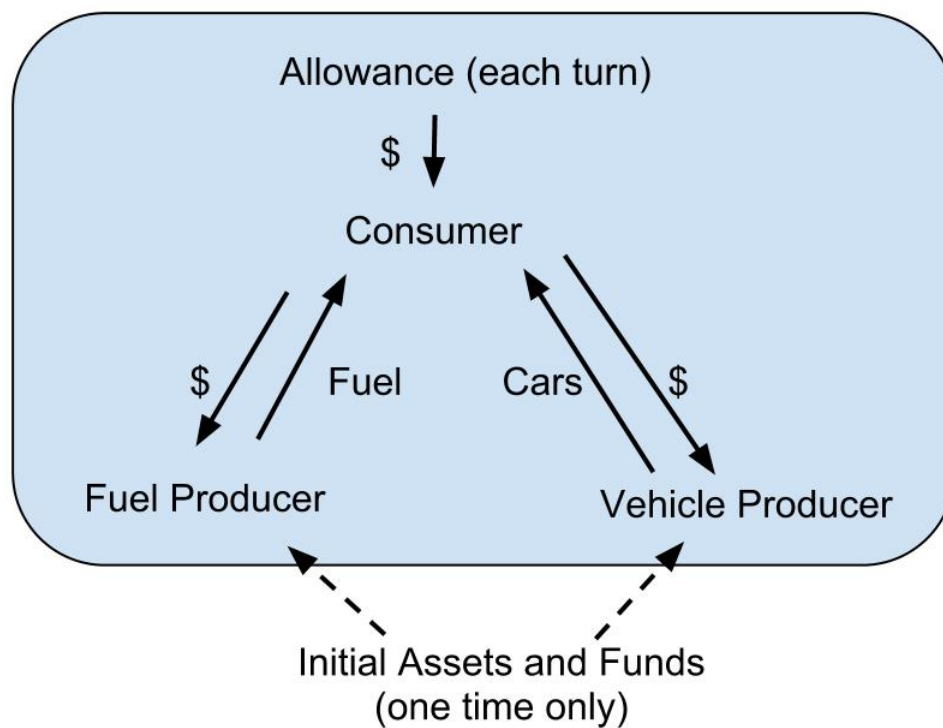 Allowance (each turn)
$
Consumer
$
Fuel
Cars
$
Fuel Producer
Vehicle Producer
Initial Assets and Funds
(one time only)